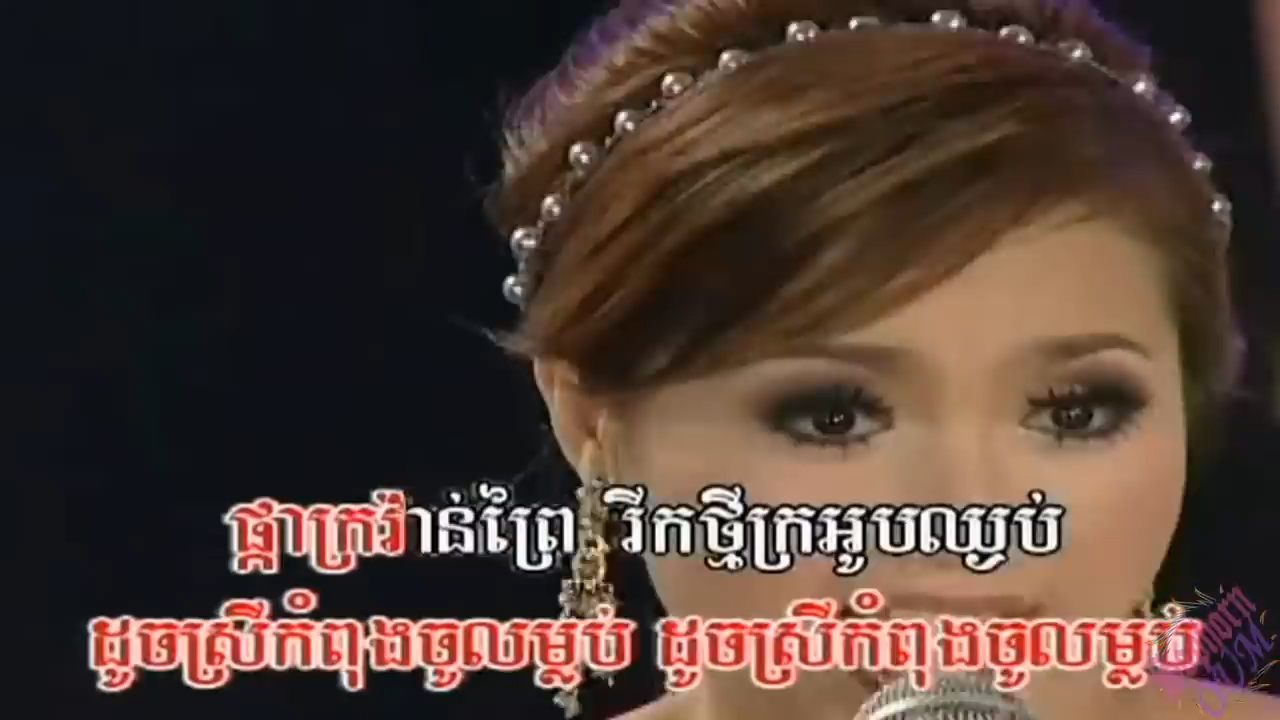 ផ្កាក្រវ៉ាន់ព្រៃ រីកថ្មីក្រអូបឈ្ងប់
ដូចស្រីកំពុងចូលម្លប់ ដូចស្រីកំពុងចូលម្លប់